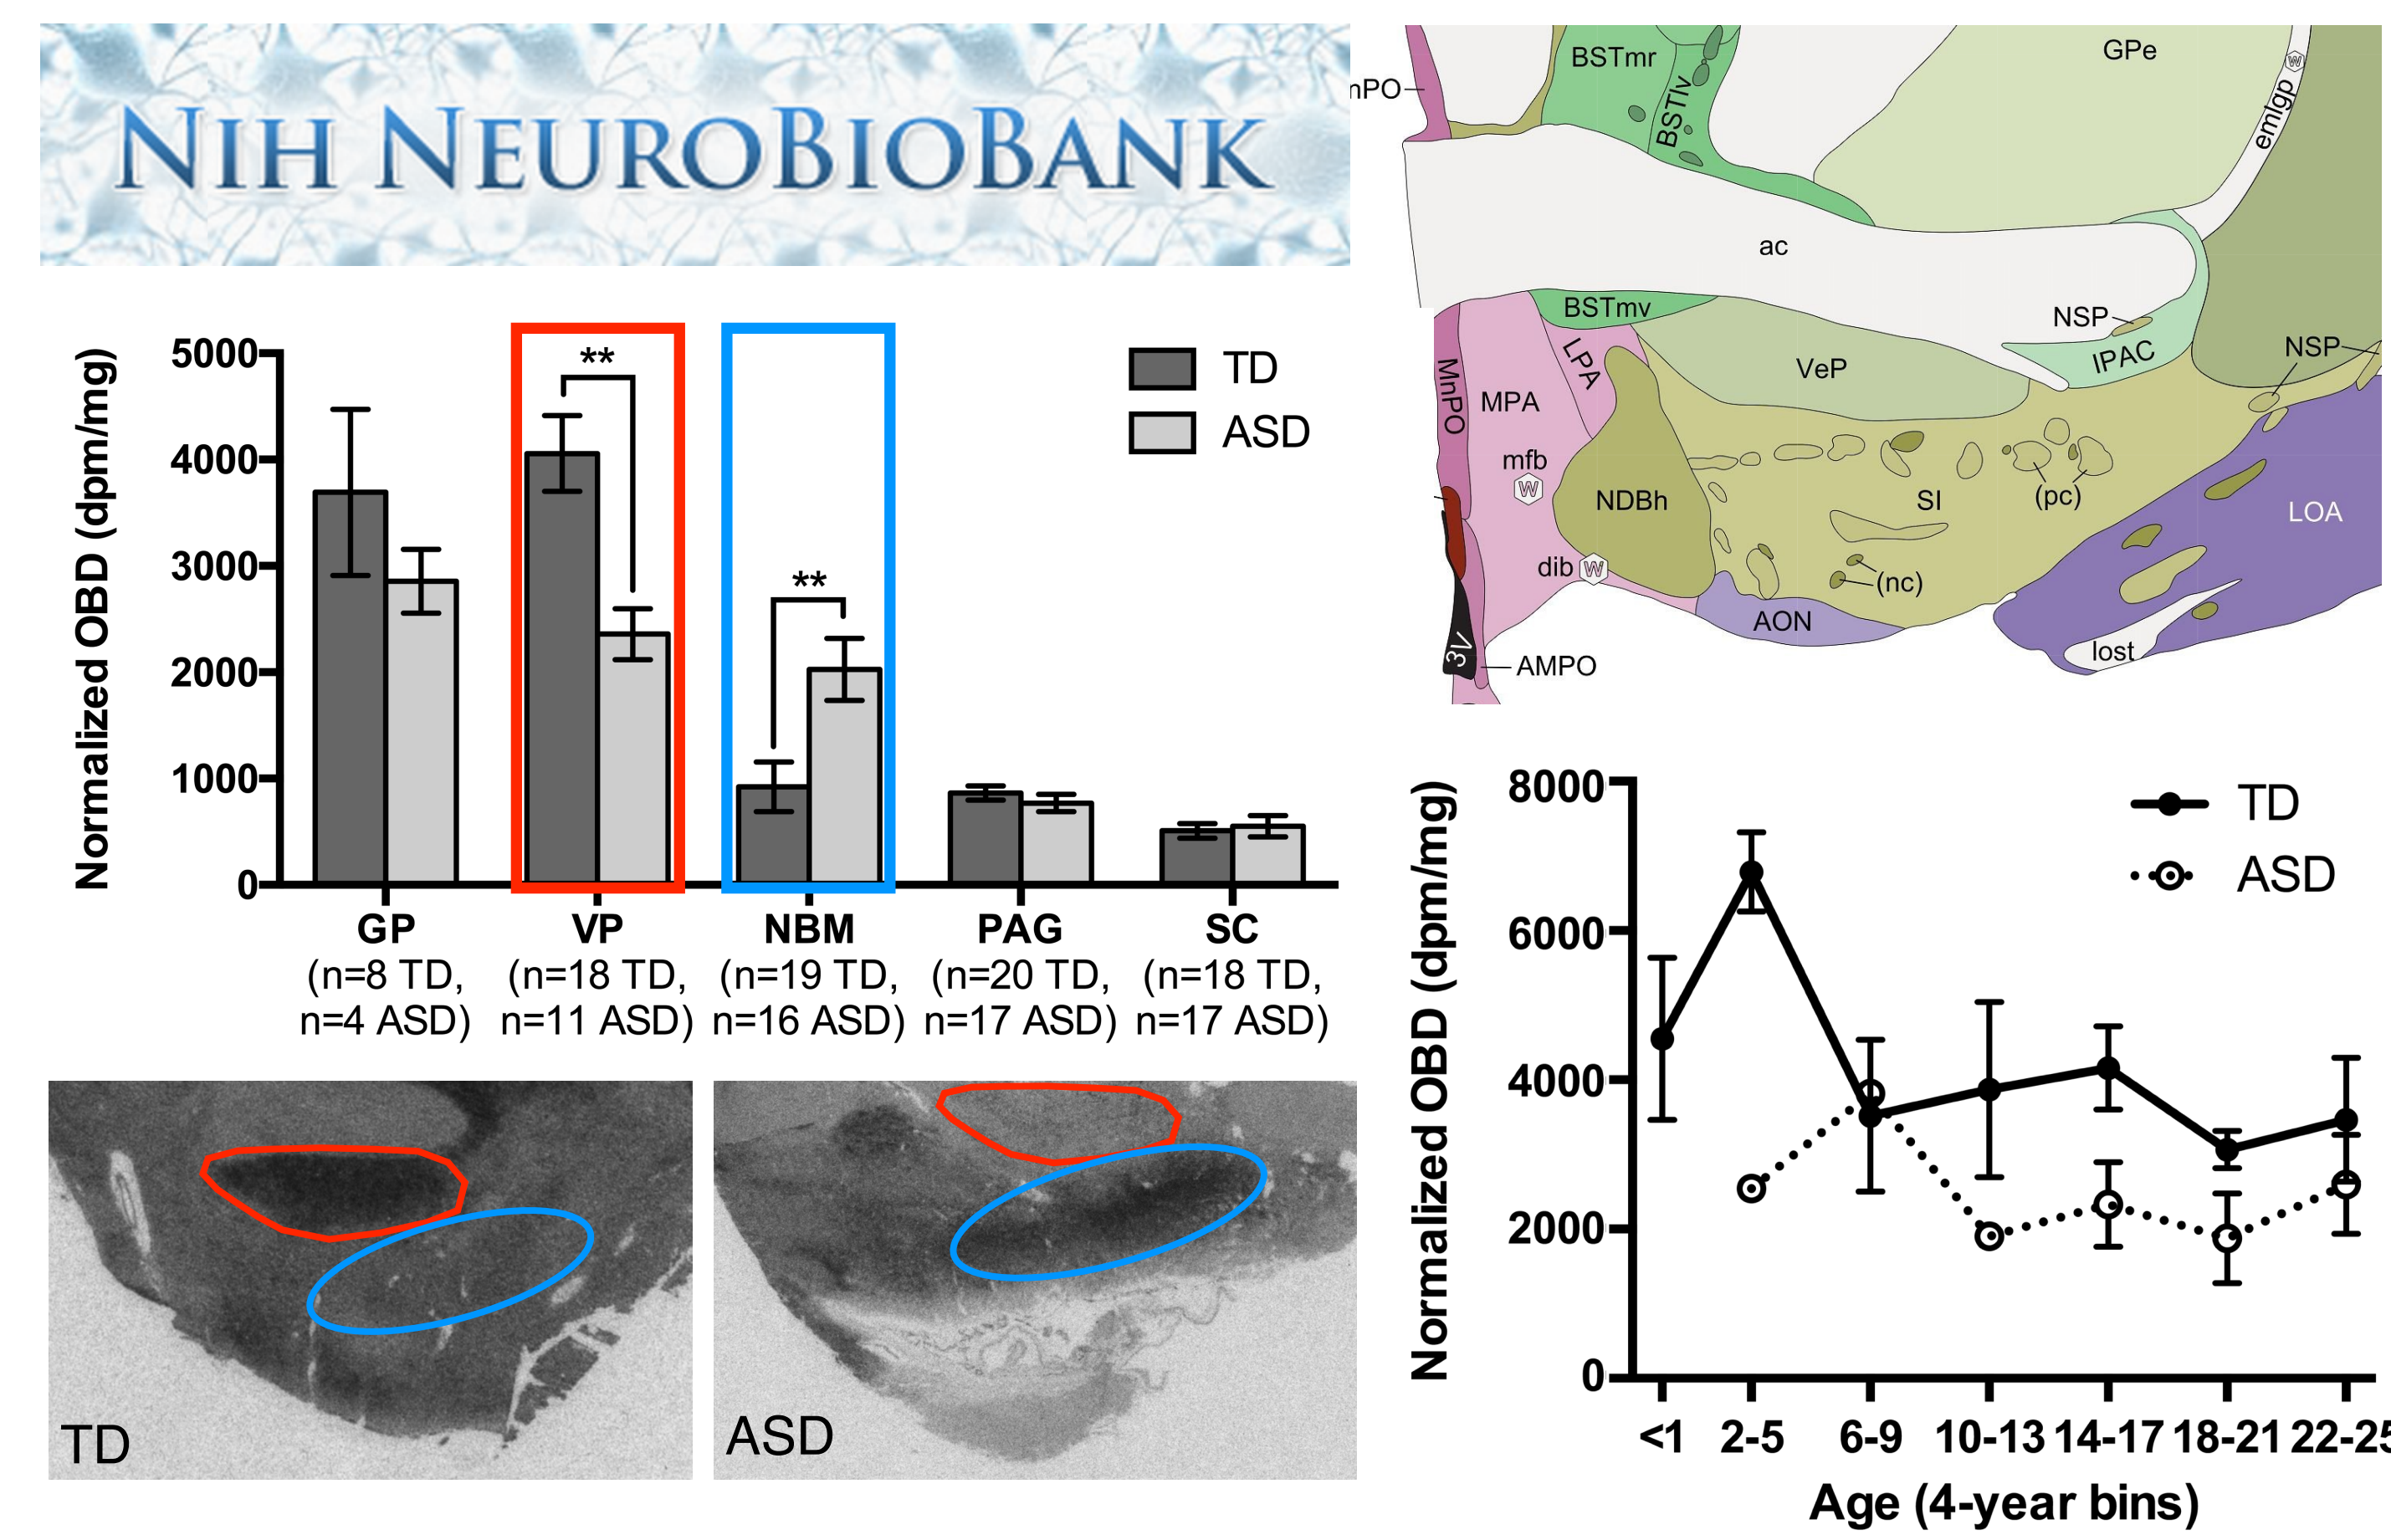 NIH NEUROBIOBANK
Normalized OBD (dpm/mg)
5000
4000
3000
2000
1000
0
**
**
TD
ASD
GP
(n=8 TD,
n=4 ASD)
VP
(n=18 TD,
n=11 ASD)
NBM
(n=19 TD,
n=16 ASD)
PAG
(n=20 TD,
n=17 ASD)
SC
(n=18 TD,
n=17 ASD)
TD
ASD
BSTmr
GPe
W
nPO
BSTlv
emlgp
ac
BSTmv
NSP
NSP
LPA
IPAC
VeP
MnPO
MPA
mfb
W
NDBh
SI
(pc)
LOA
dib
W
(nc)
AON
3V
lost
AMPO
Normalized OBD (dpm/mg)
8000
6000
4000
2000
0
TD
ASD
<1 2-5 6-9 10-13 14-17 18-21 22-25
Age (4-year bins)